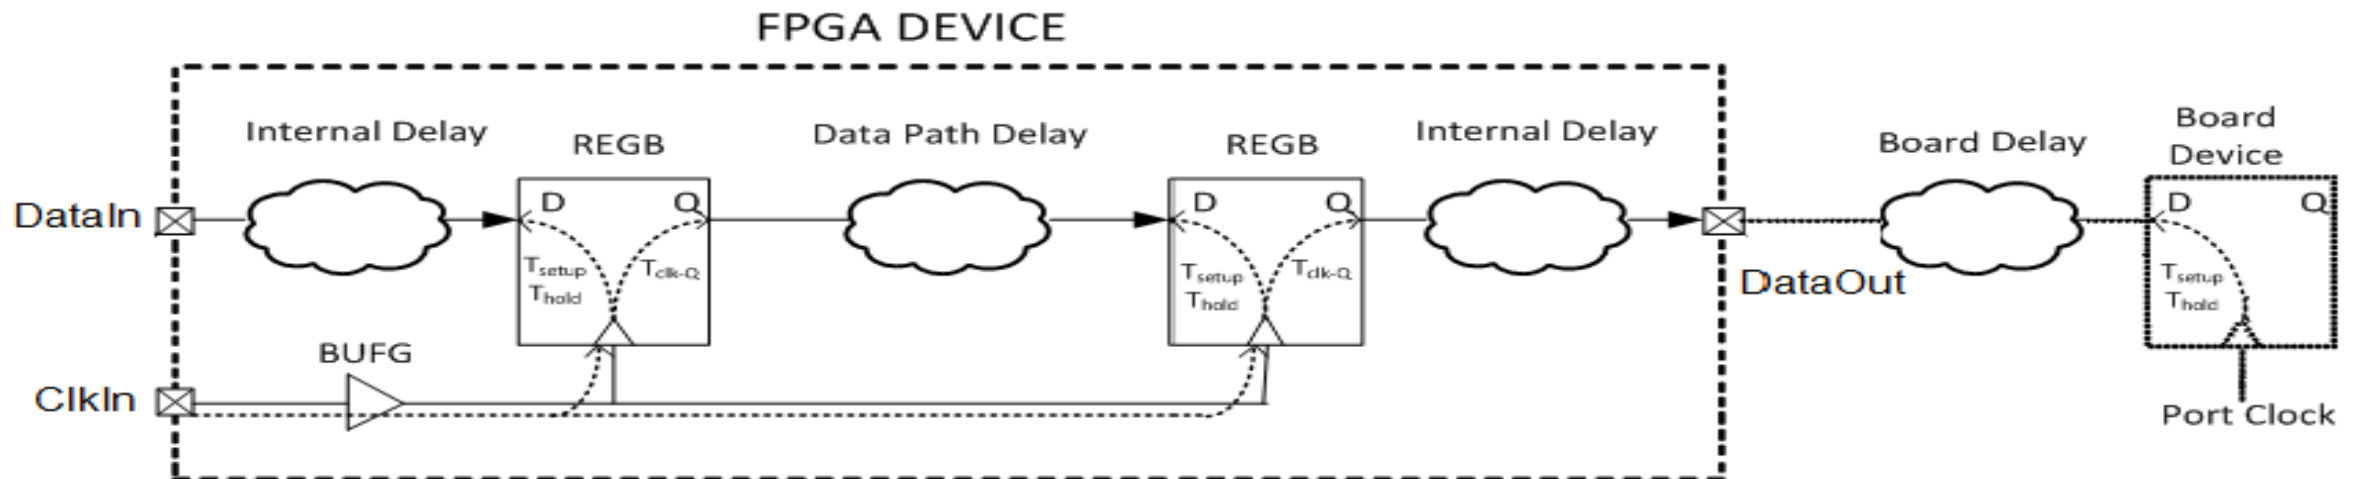 FPGA DEVICE
Internal Delay
REGB
Data Path Delay
REGB
Internal Delay
Board Delay
Board
Device
DataIn
D
Q
Tsetup
Thold
Tclk-Q
D
Q
Tsetup
Thold
Tclk-Q
DataOut
D
Q
Tsetup
Thold
BUFG
ClkIn
Port Clock